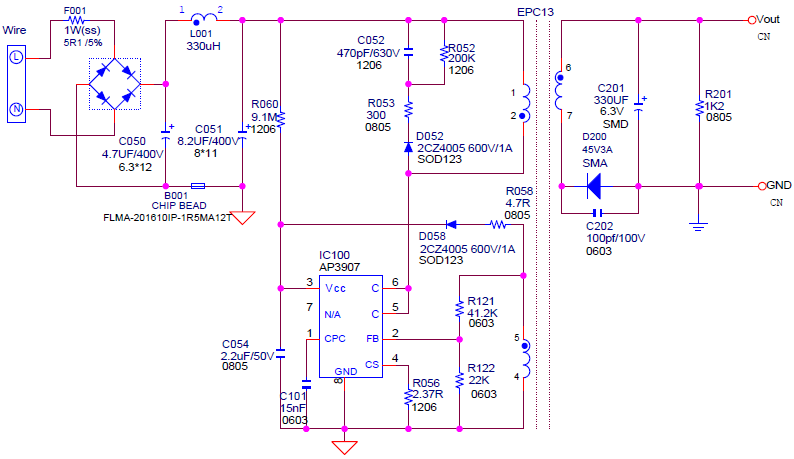 Wire
L
N
F001
1W(ss)
5R1 /5%
1
2
L001
330uH
C050
4.7UF/400V
6.3*12
+
C051
8.2UF/400V
8*11
+
B001
CHIP BEAD
FLMA-201610IP-1R5MA12T
R060
9.1M
1206*
C052
470pF/630V
1206
R052
200K
1206
R053
300
0805
D052
2CZ4005 600V/1A
SOD123
EPC13
1
2
6
7
C201
330UF
6.3V
SMD
+
R201
1K2
0805
Vout
CN
D200
45V3A
SMA
GND
CN
C202
100pf/100V
0603
R058
4.7R
0805
D058
2CZ4005 600V/1A
SOD123
IC100
AP3907
3
Vcc
C
6
7
N/A
C
5
1
CPC
FB
2
CS
4
GND
8
R121
41.2K
0603
5
4
R122
22K
0603
C054
2.2uF/50V
0805
C101
15nF
0603
R056
2.37R
1206